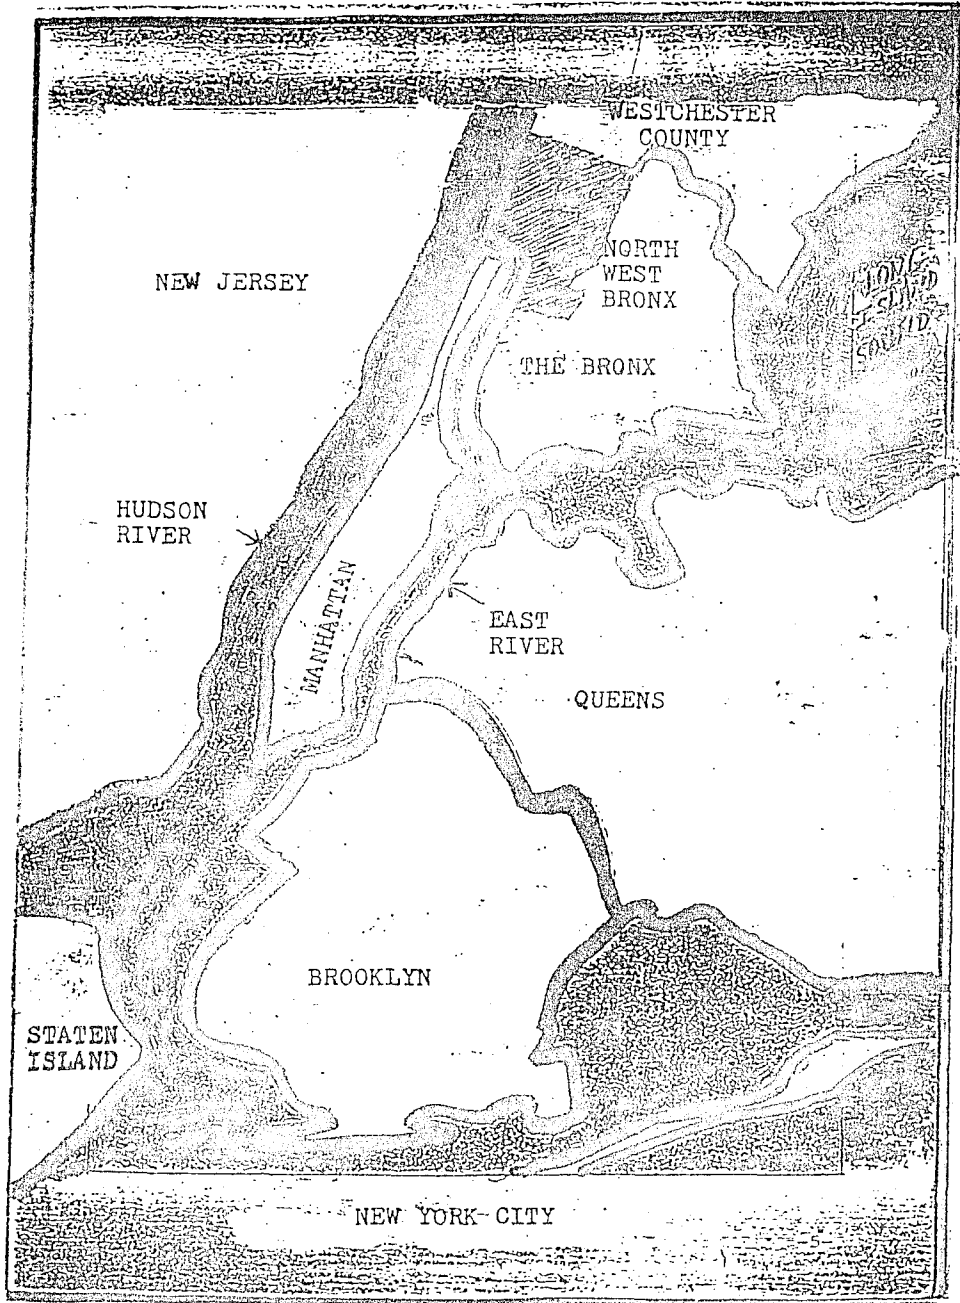 WESTCHESTER
COUNTY
NEW JERSEY
NORTH
WEST
BRONX
THE BRONX
HUDSON
RIVER
MANHATTAN
EAST
RIVER
QUEENS
BROOKLYN
STATEN
ISLAND
NEW YORK CITY